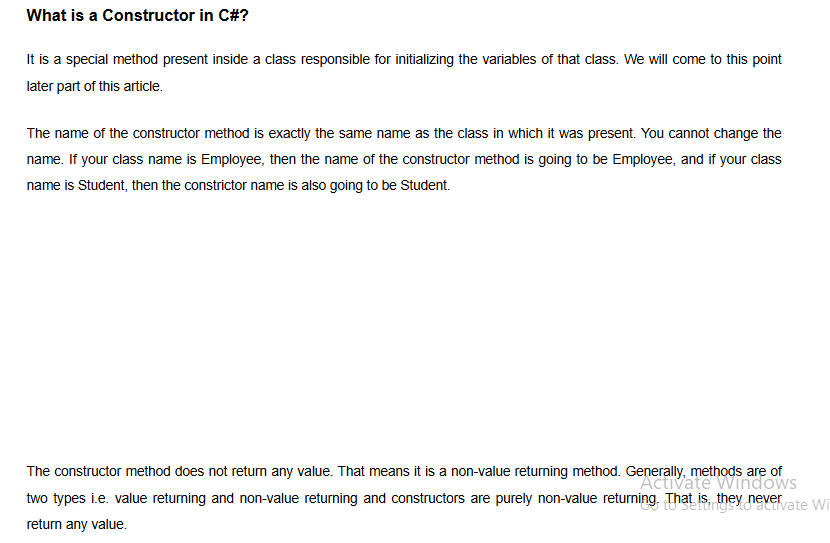 What is a Constructor in C#?
It is a special method present inside a class responsible for initializing the variables of that class. We will come to this point
later part of this article.
The name of the constructor method is exactly the same name as the class in which it was present. You cannot change the
name. If your class name is Employee, then the name of the constructor method is going to be Employee, and if your class
name is Student, then the constrictor name is also going to be Student.
The constructor method does not return any value. That means it is a non-value returning method. Generally, methods are of
Activate Windows
two types i.e. value returning and non-value returning and constructors are purely non-value returning. That is, they never
Go to Settings to activate Wi
return any value.